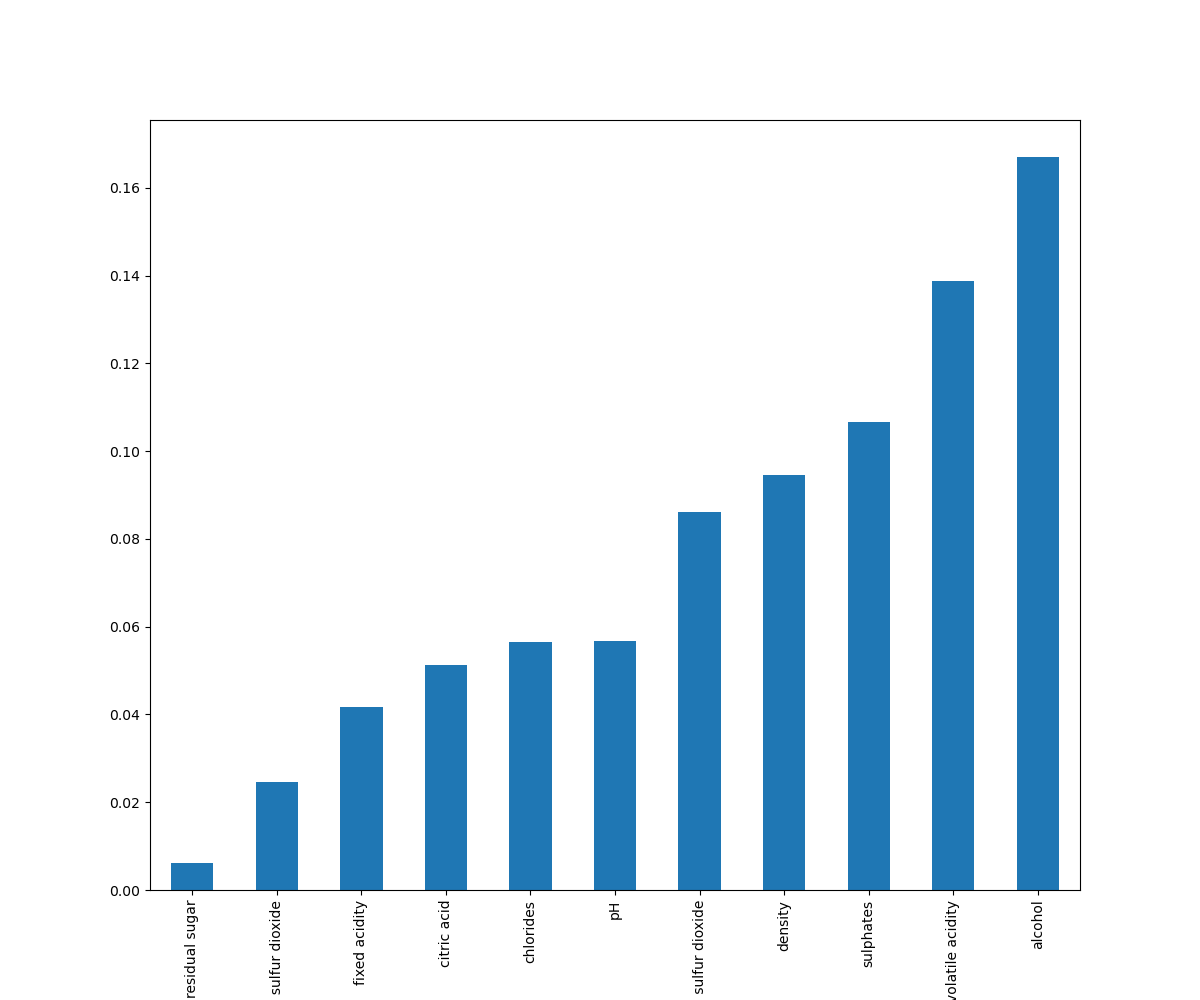 0.16
0.14
0.12
0.10
0.08
0.06
0.04
0.02
0.00
residual sugar
sulfur dioxide
fixed acidity
citric acid
chlorides
pH
sulfur dioxide
density
sulphates
volatile acidity
alcohol